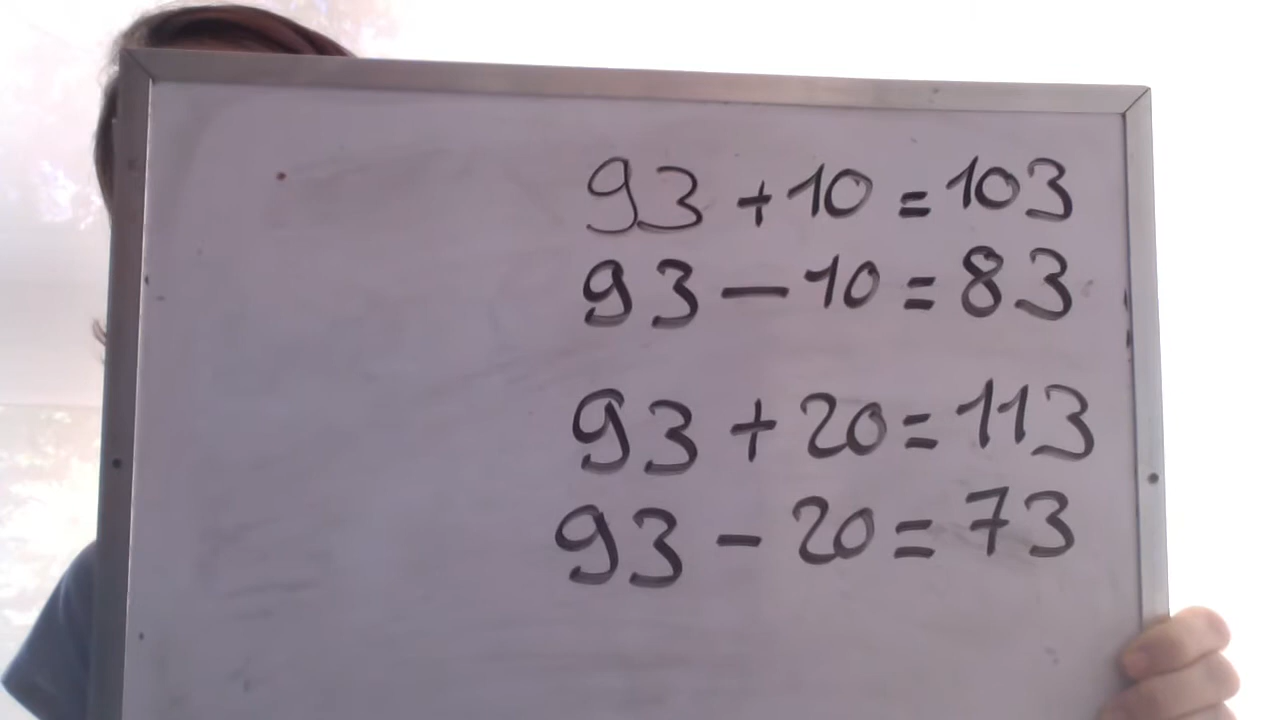 93 + 10 = 103
93 - 10 = 83
93 + 20 = 113
93 - 20 = 73